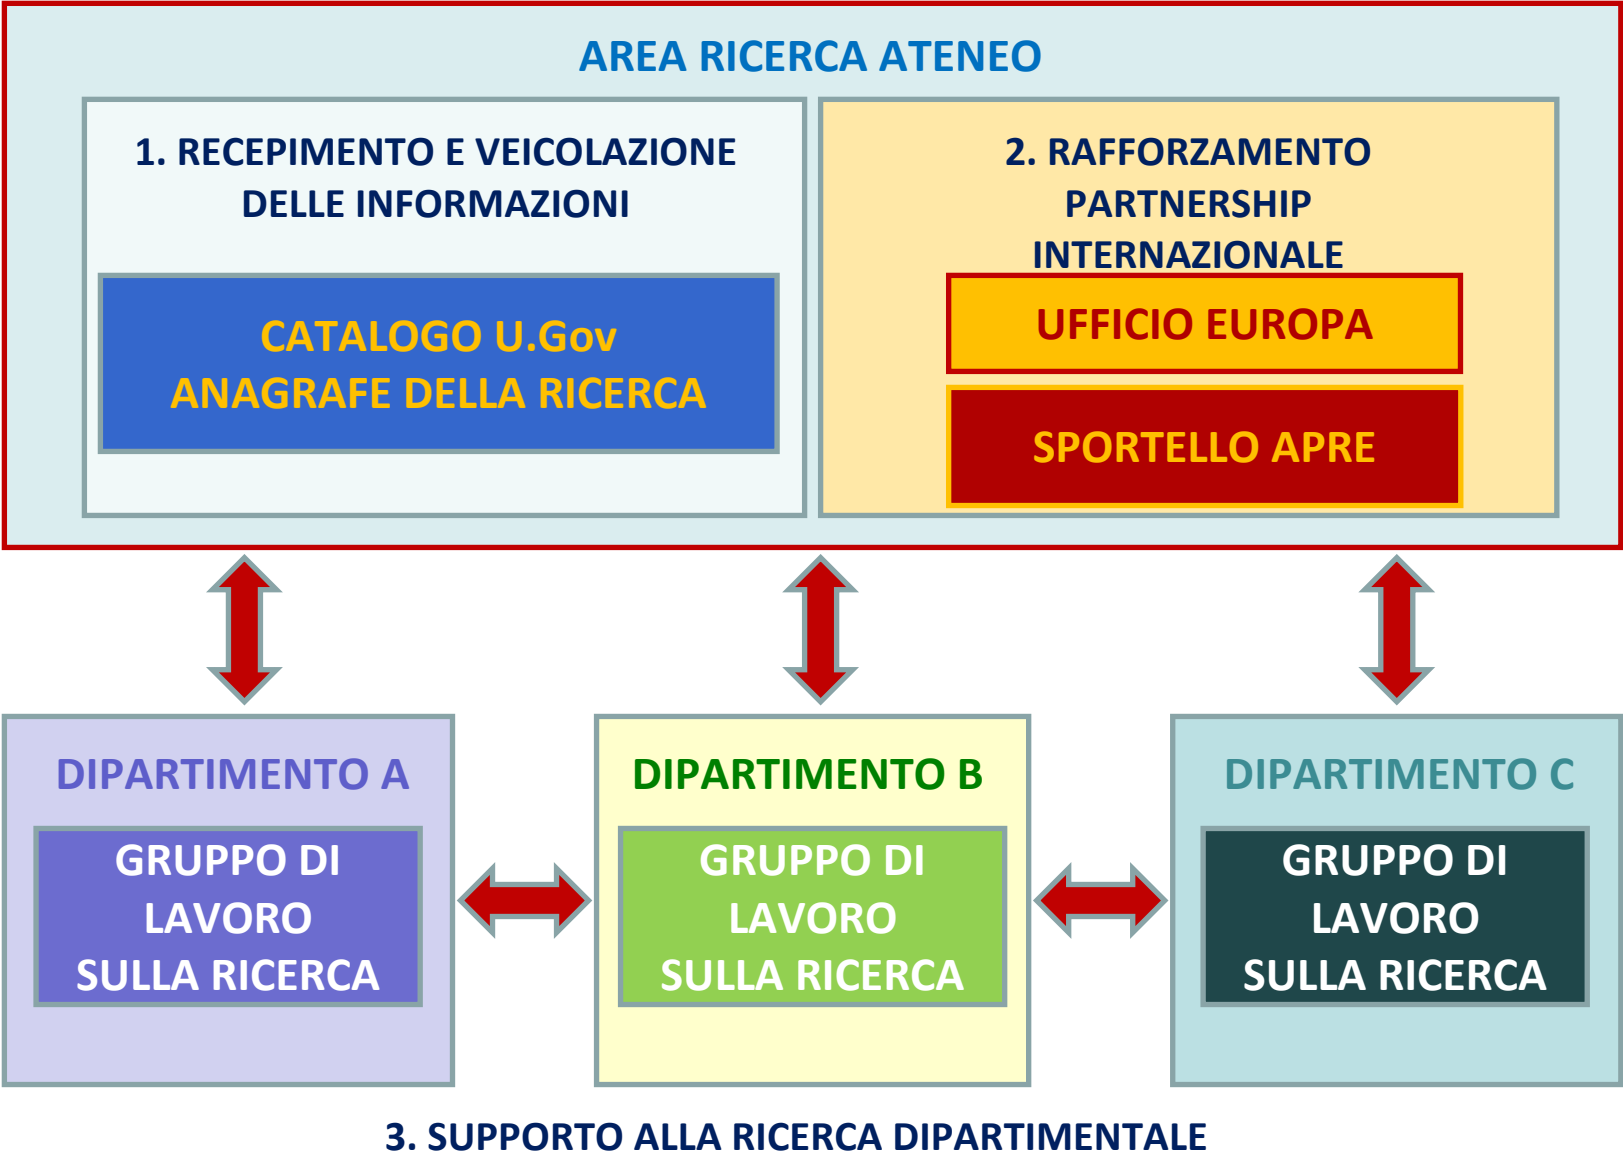 AREA RICERCA ATENEO
1. RECEPIMENTO E VEICOLAZIONE
DELLE INFORMAZIONI
CATALOGO U.Gov
ANAGRAFE DELLA RICERCA
2. RAFFORZAMENTO
PARTNERSHIP
INTERNAZIONALE
UFFICIO EUROPA
SPORTELLO APRE
DIPARTIMENTO A
GRUPPO DI
LAVORO
SULLA RICERCA
DIPARTIMENTO B
GRUPPO DI
LAVORO
SULLA RICERCA
DIPARTIMENTO C
GRUPPO DI
LAVORO
SULLA RICERCA
3. SUPPORTO ALLA RICERCA DIPARTIMENTALE